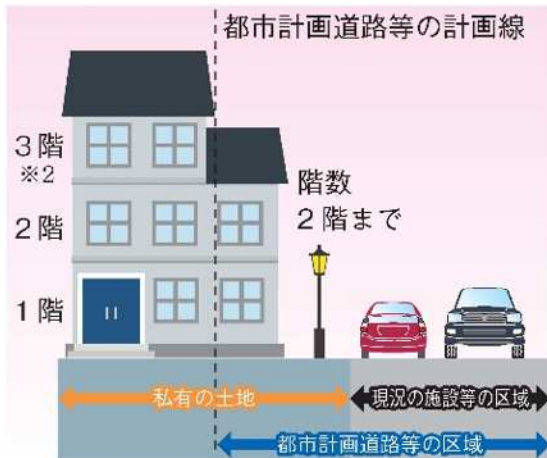 都市計画道路等の計画線
3階
※2
階数
2階まで
2階
1階
私有の土地
現況の施設等の区域
都市計画道路等の区域